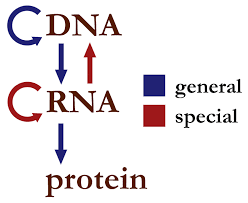 DNA
RNA
general
special
protein